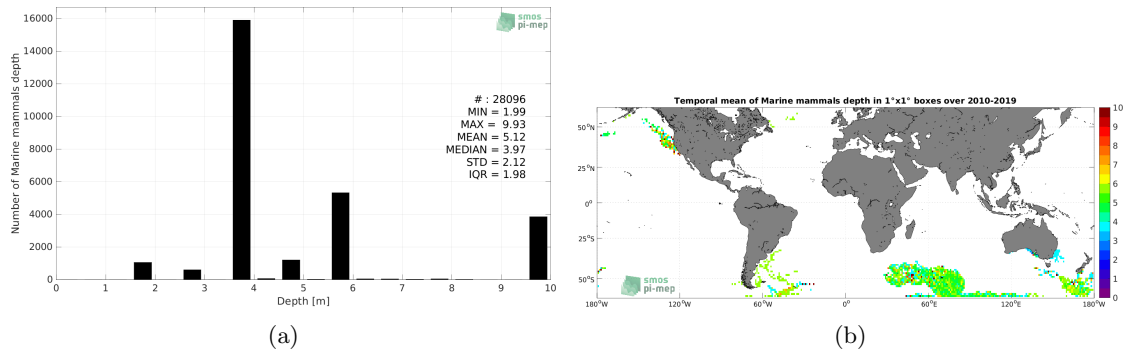 16000
14000
12000
10000
8000
6000
4000
2000
0
Number of Marine mammals depth
smos
pi-mep
# : 28096
MIN = 1.99
MAX = 9.93
MEAN = 5.12
MEDIAN = 3.97
STD = 2.12
IQR = 1.98
0 1 2 3 4 5 6 7 8 9 10
Depth [m]
(a)
Temporal mean of Marine mammals depth in 1°x1° boxes over 2010-2019
50°N
25°N
0°
25°S
50°S
smos
pi-mep
180°W 120°W 60°W 0° 60°E 120°E 180°W
10
9
8
7
6
5
4
3
2
1
0
(b)